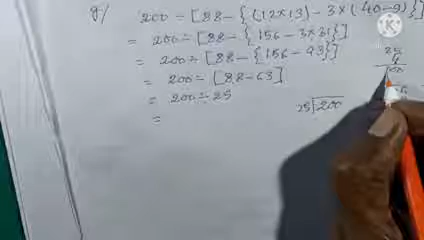 g/ 200 ÷ [88 - {(12×13) - 3×(40-9)}]
= 200 ÷ [88 - {156 - 3×31}]
= 200 ÷ [88 - {156 - 93}]
= 200 ÷ [88 - 63]
= 200 ÷ 25
=
25)200
KINEMASTER